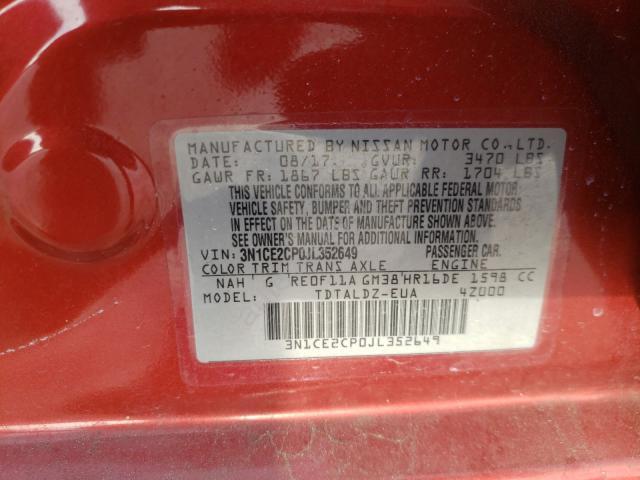 MANUFACTURED BY NISSAN MOTOR CO.,LTD.
DATE: 08/17 GVWR: 3470 LBS
GAWR FR: 1867 LBS GAWR RR: 1704 LBS
THIS VEHICLE CONFORMS TO ALL APPLICABLE FEDERAL MOTOR
VEHICLE SAFETY, BUMPER AND THEFT PREVENTION STANDARDS
IN EFFECT ON THE DATE OF MANUFACTURE SHOWN ABOVE.
SEE OWNER'S MANUAL FOR ADDITIONAL INFORMATION.
VIN: 3N1CE2CP0JL352649 PASSENGER CAR.
COLOR TRIM TRANS AXLE ENGINE
NAH G RE0F11A GM38 HR16DE 1598 CC
MODEL: TDTALDZ-EUA 4Z000
3N1CE2CP0JL352649